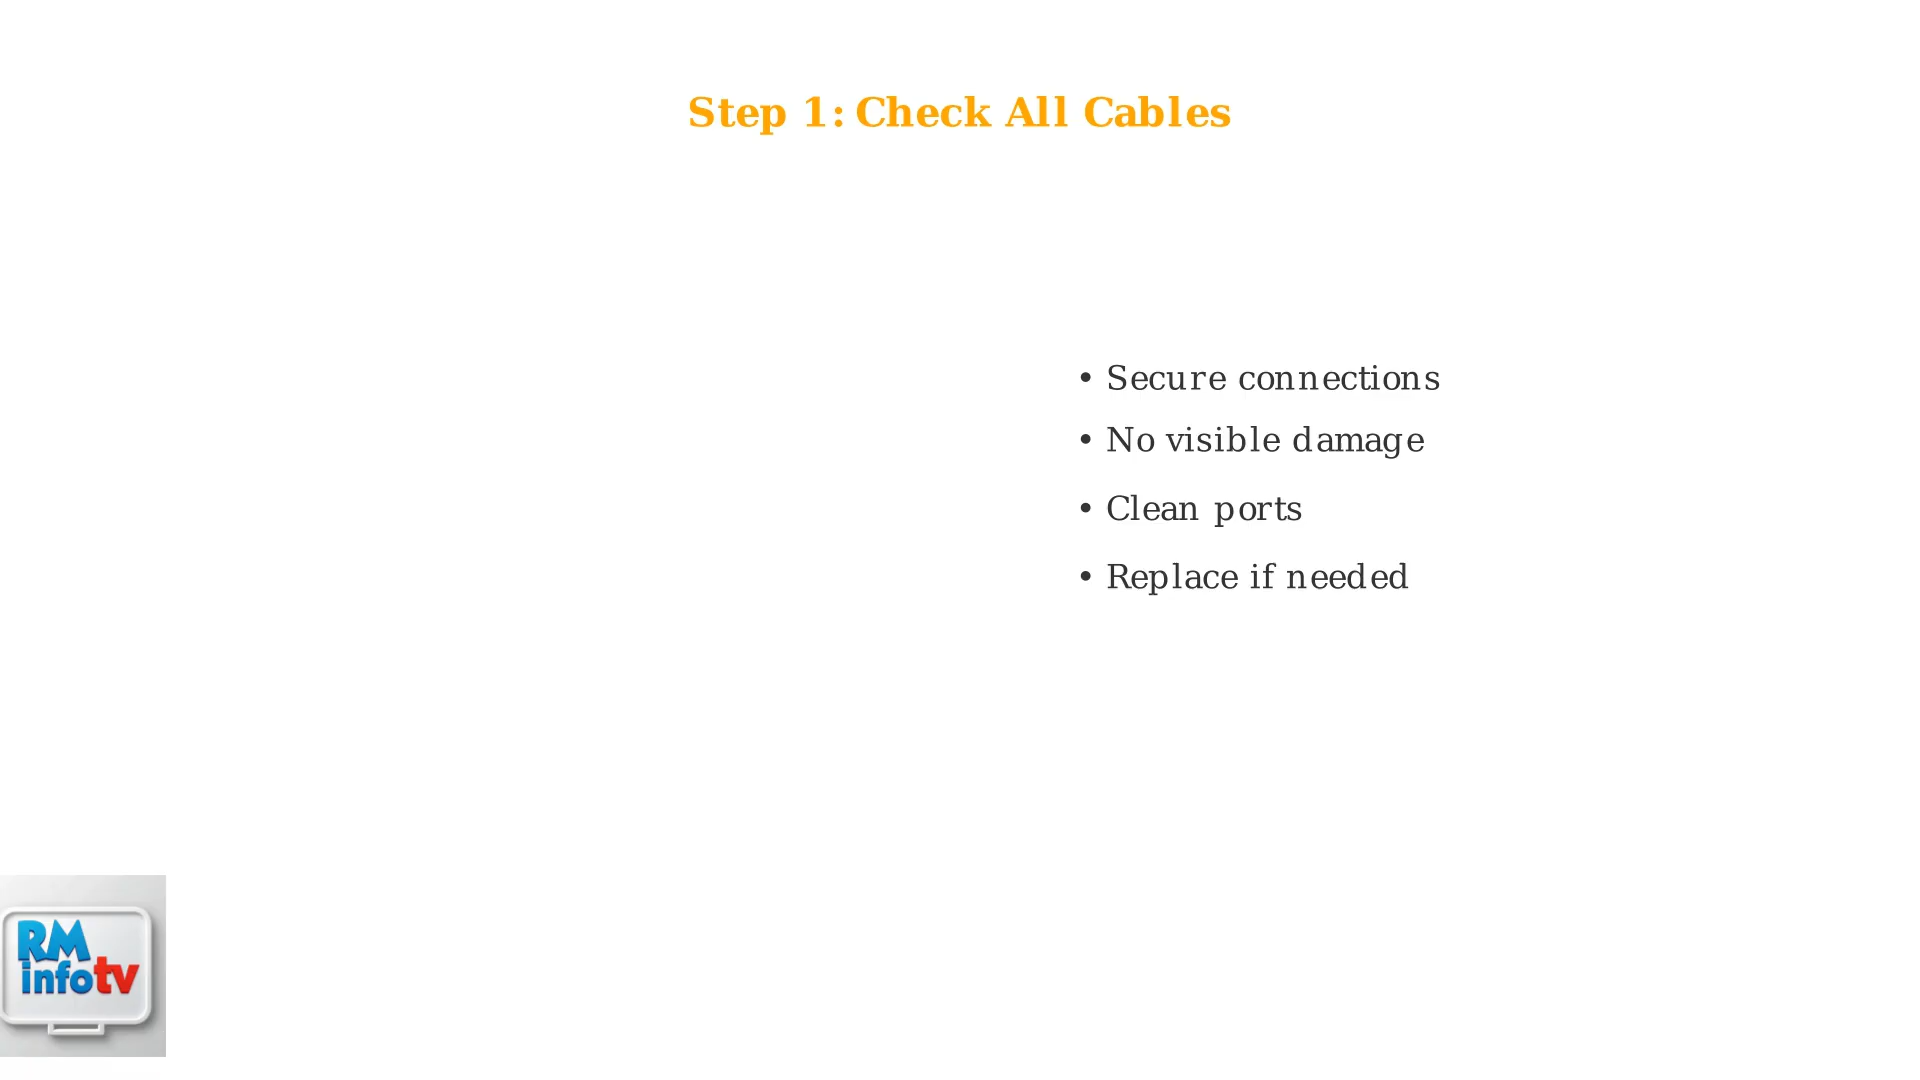 Step 1: Check All Cables
• Secure connections
• No visible damage
• Clean ports
• Replace if needed
RM
infotv